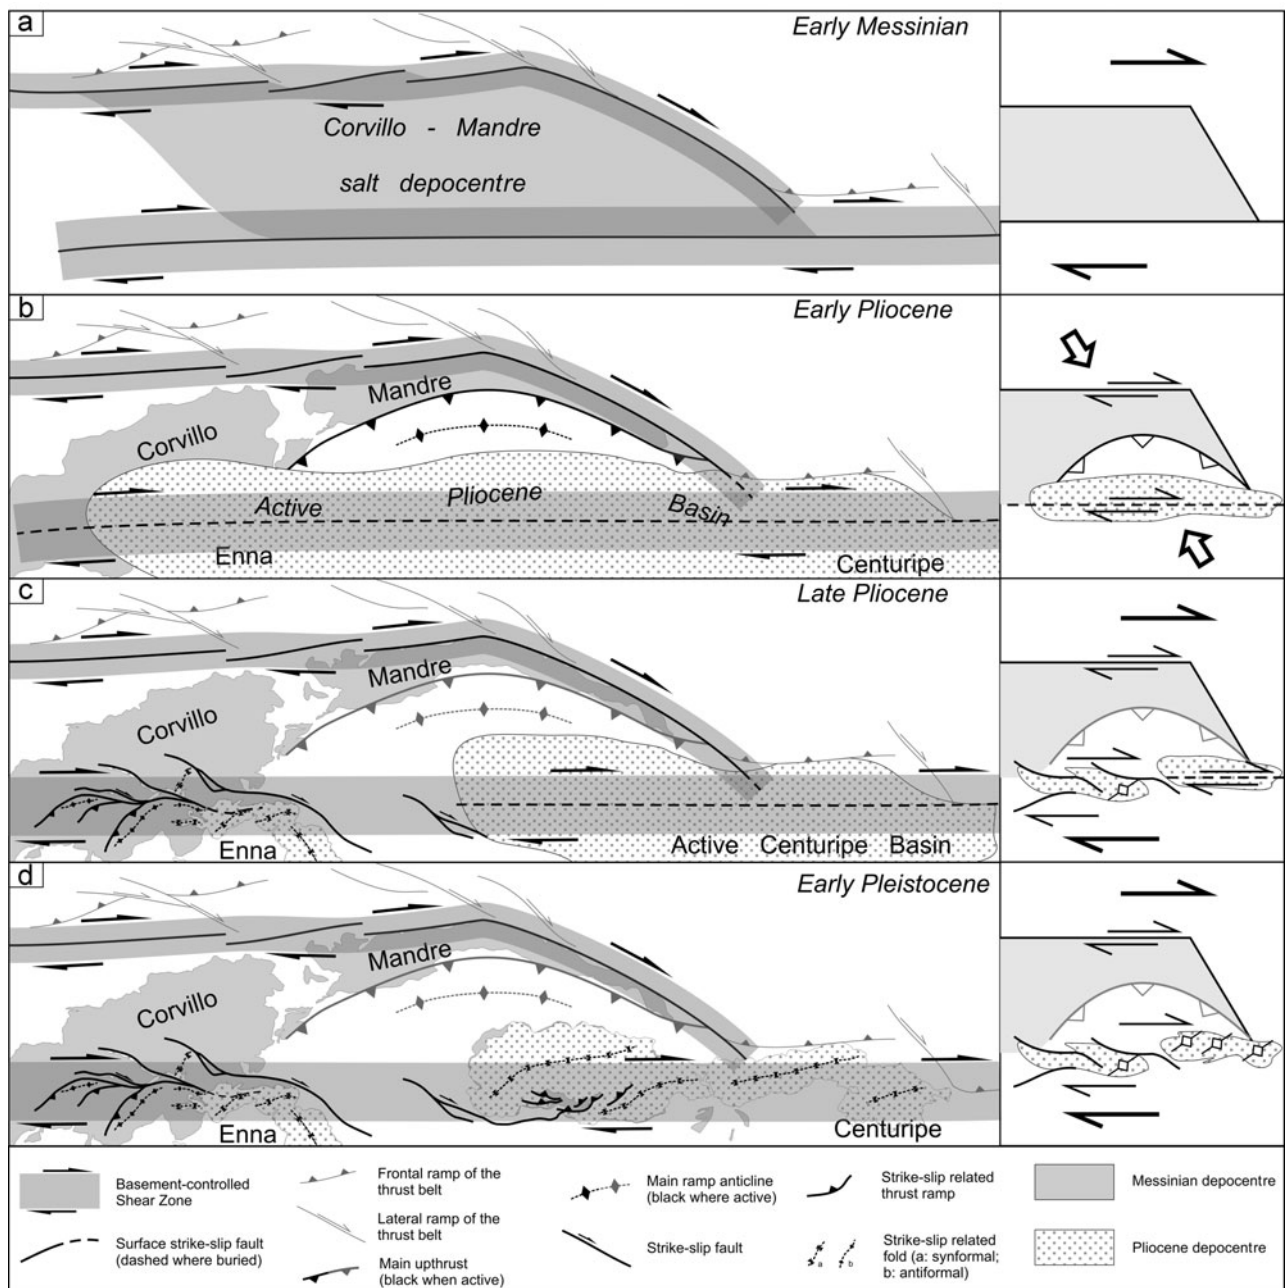 a
Early Messinian
Corvillo - Mandre
salt depocentre
b
Early Pliocene
Mandre
Corvillo
Active Pliocene Basin
Enna
Centuripe
c
Late Pliocene
Mandre
Corvillo
Enna
Active Centuripe Basin
d
Early Pleistocene
Mandre
Corvillo
Enna
Centuripe
Basement-controlled
Shear Zone
Surface strike-slip fault
(dashed where buried)
Frontal ramp of the
thrust belt
Lateral ramp of the
thrust belt
Main upthrust
(black when active)
Main ramp anticline
(black where active)
Strike-slip fault
Strike-slip related
thrust ramp
a
b
Strike-slip related
fold (a: synformal;
b: antiformal)
Messinian depocentre
Pliocene depocentre